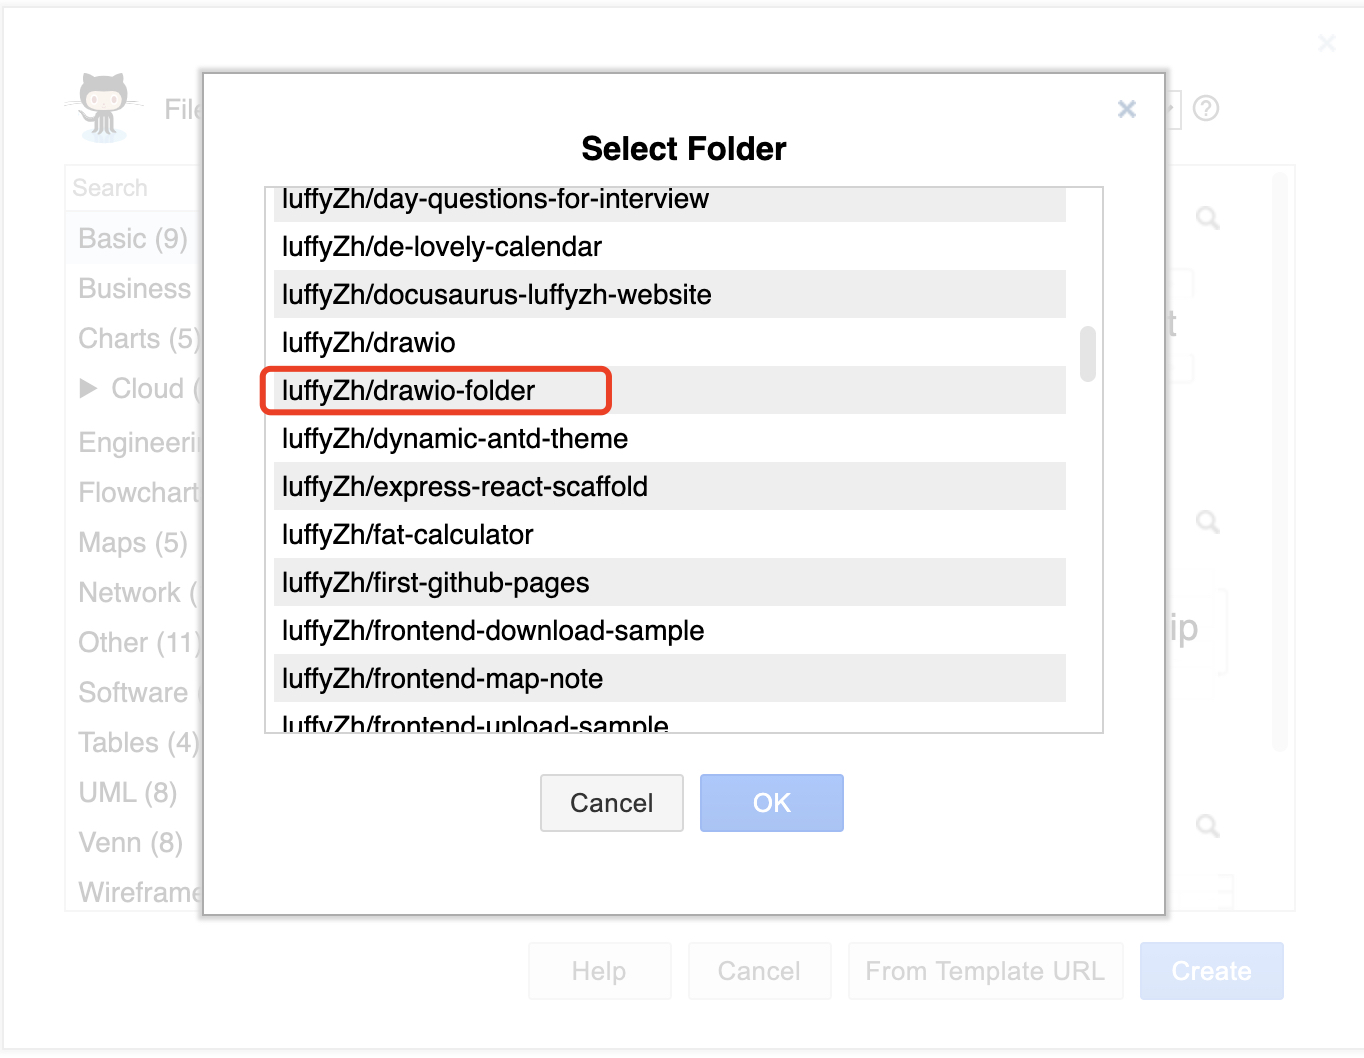 File
Select Folder
Search
Basic (9)
Business
Charts (5)
Cloud (
Engineerin
Flowchart
Maps (5)
Network (
Other (11)
Software
Tables (4)
UML (8)
Venn (8)
Wireframe
luffyZh/day-questions-for-interview
luffyZh/de-lovely-calendar
luffyZh/docusaurus-luffyzh-website
luffyZh/drawio
luffyZh/drawio-folder
luffyZh/dynamic-antd-theme
luffyZh/express-react-scaffold
luffyZh/fat-calculator
luffyZh/first-github-pages
luffyZh/frontend-download-sample
luffyZh/frontend-map-note
luffyZh/frontend-upload-sample
t
ip
Cancel
OK
Help
Cancel
From Template URL
Create